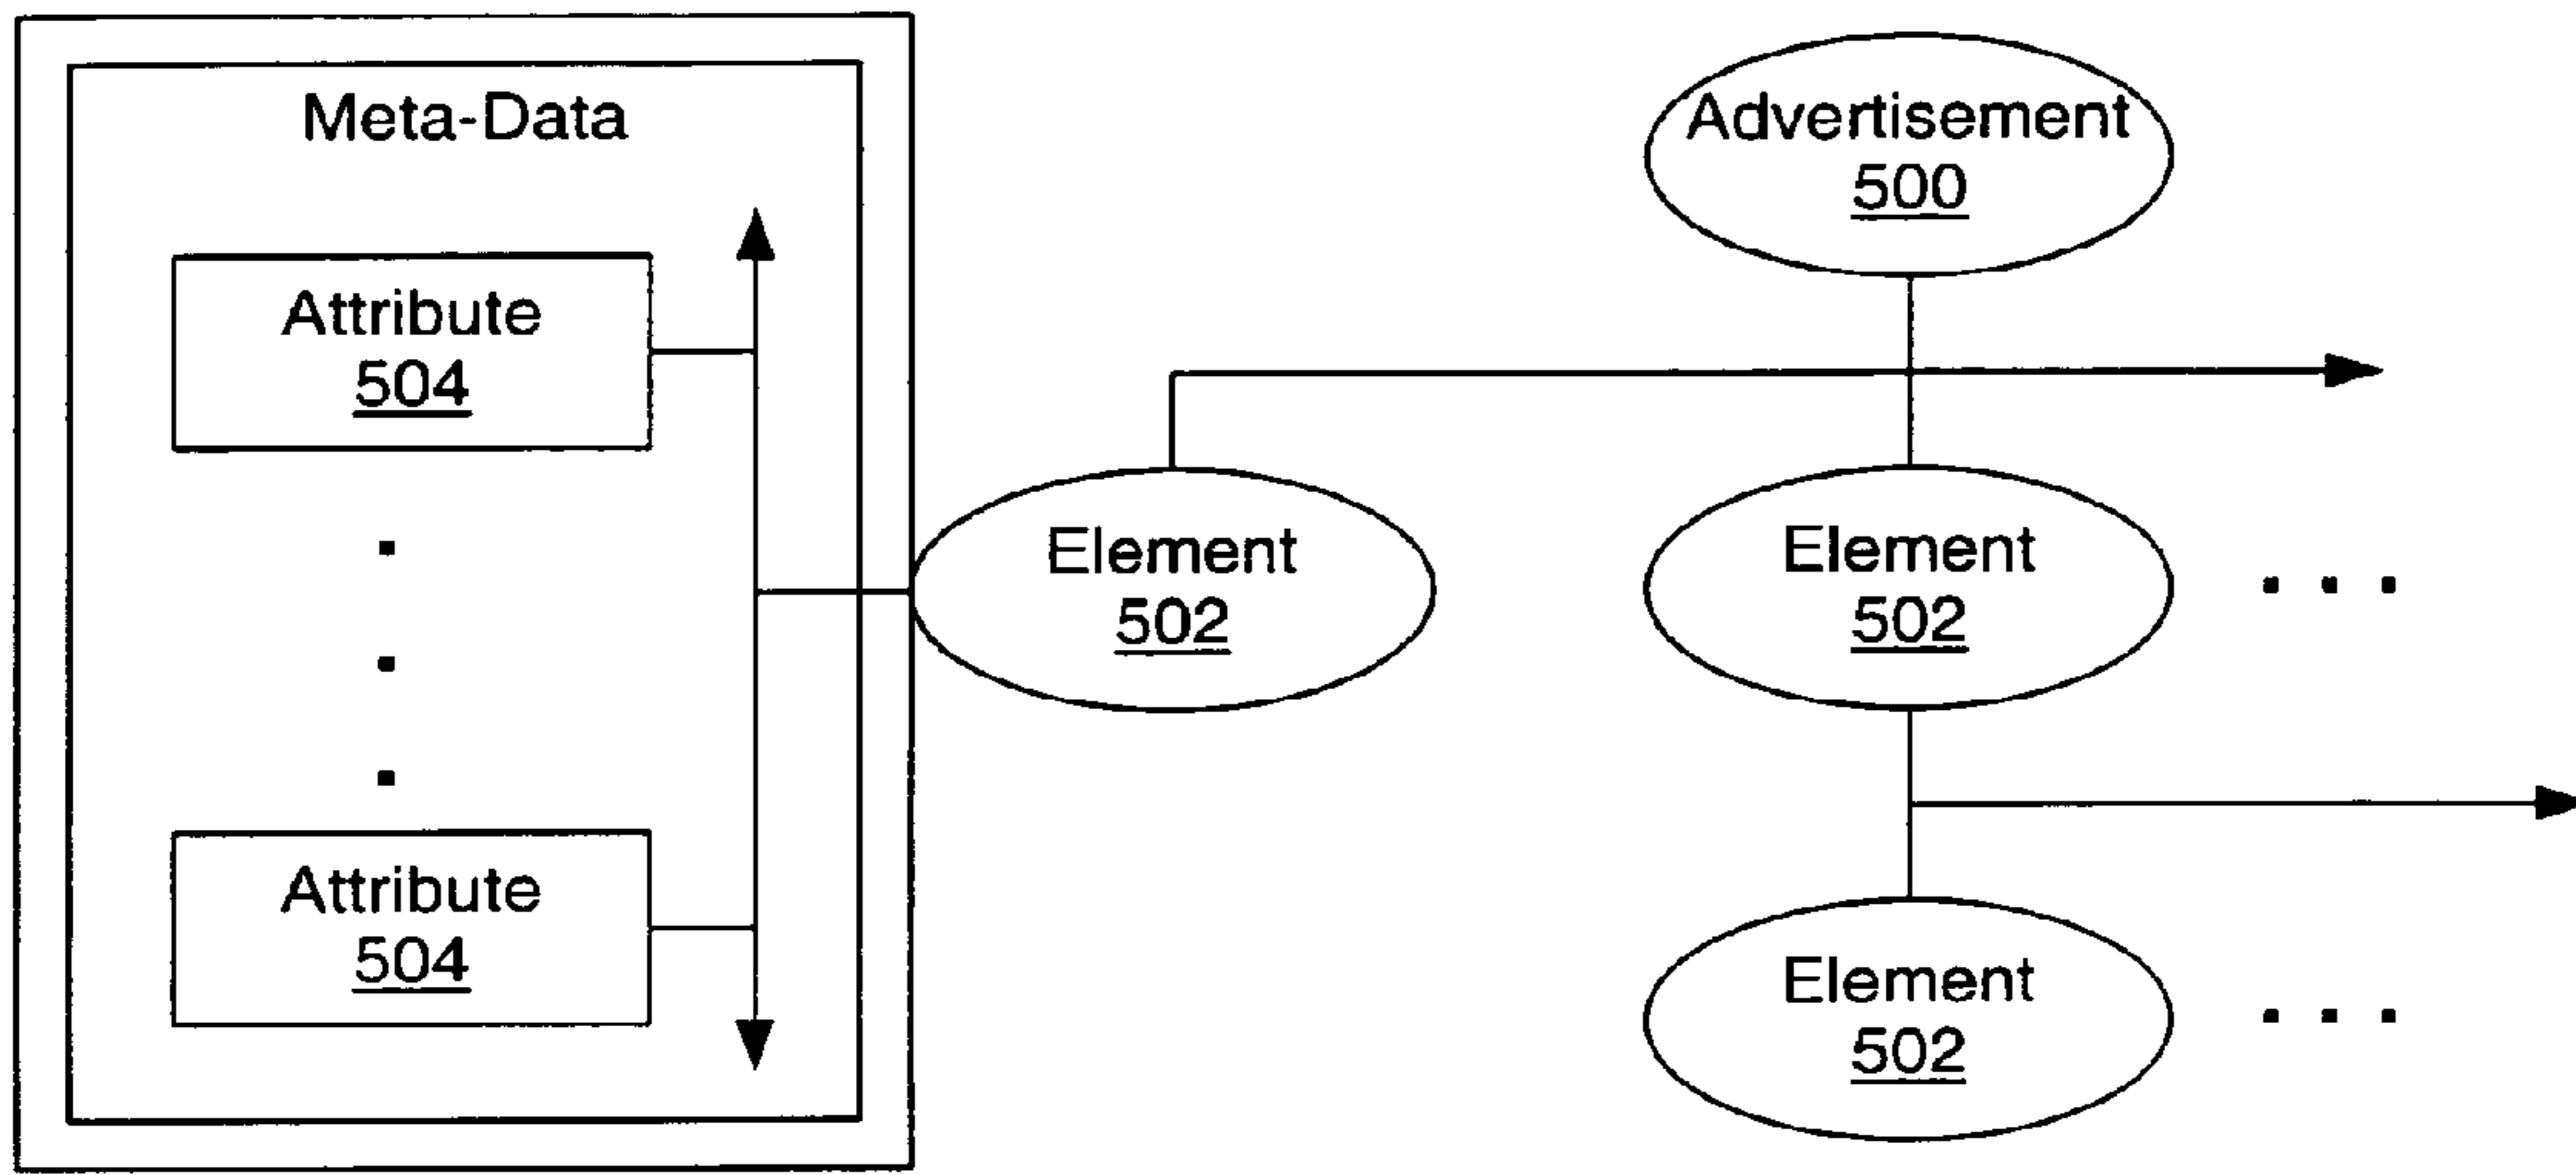 Meta-Data
Attribute
504
Attribute
504
Advertisement
500
Element
502
Element
502
Element
502